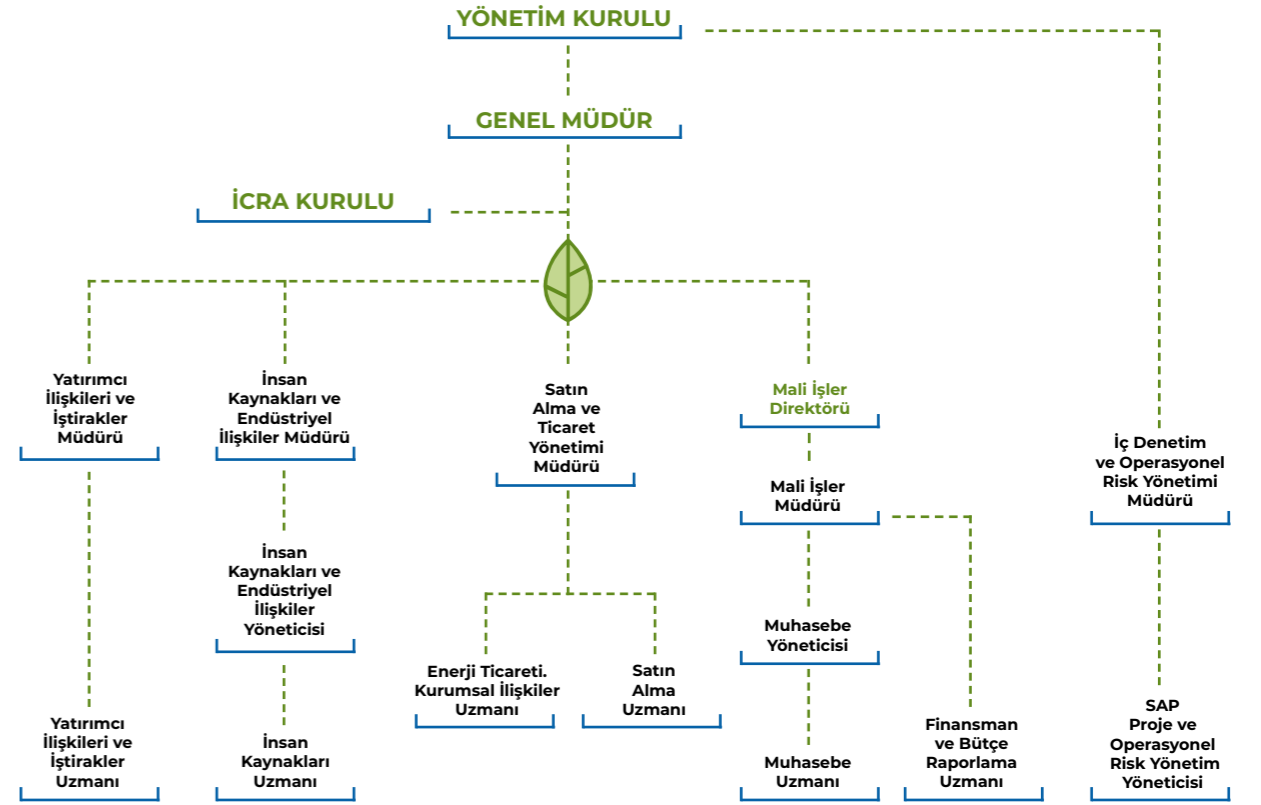 YÖNETİM KURULU
GENEL MÜDÜR
İCRA KURULU
Yatırımcı
İlişkileri ve
İştirakler
Müdürü
İnsan
Kaynakları ve
Endüstriyel
İlişkiler Müdürü
Satın
Alma ve
Ticaret
Yönetimi
Müdürü
Mali İşler
Direktörü
Mali İşler
Müdürü
İç Denetim
ve Operasyonel
Risk Yönetimi
Müdürü
İnsan
Kaynakları ve
Endüstriyel
İlişkiler
Yöneticisi
Muhasebe
Yöneticisi
Enerji Ticareti.
Kurumsal İlişkiler
Uzmanı
Satın
Alma
Uzmanı
Yatırımcı
İlişkileri ve
İştirakler
Uzmanı
İnsan
Kaynakları
Uzmanı
Muhasebe
Uzmanı
Finansman
ve Bütçe
Raporlama
Uzmanı
SAP
Proje ve
Operasyonel
Risk Yönetim
Yöneticisi